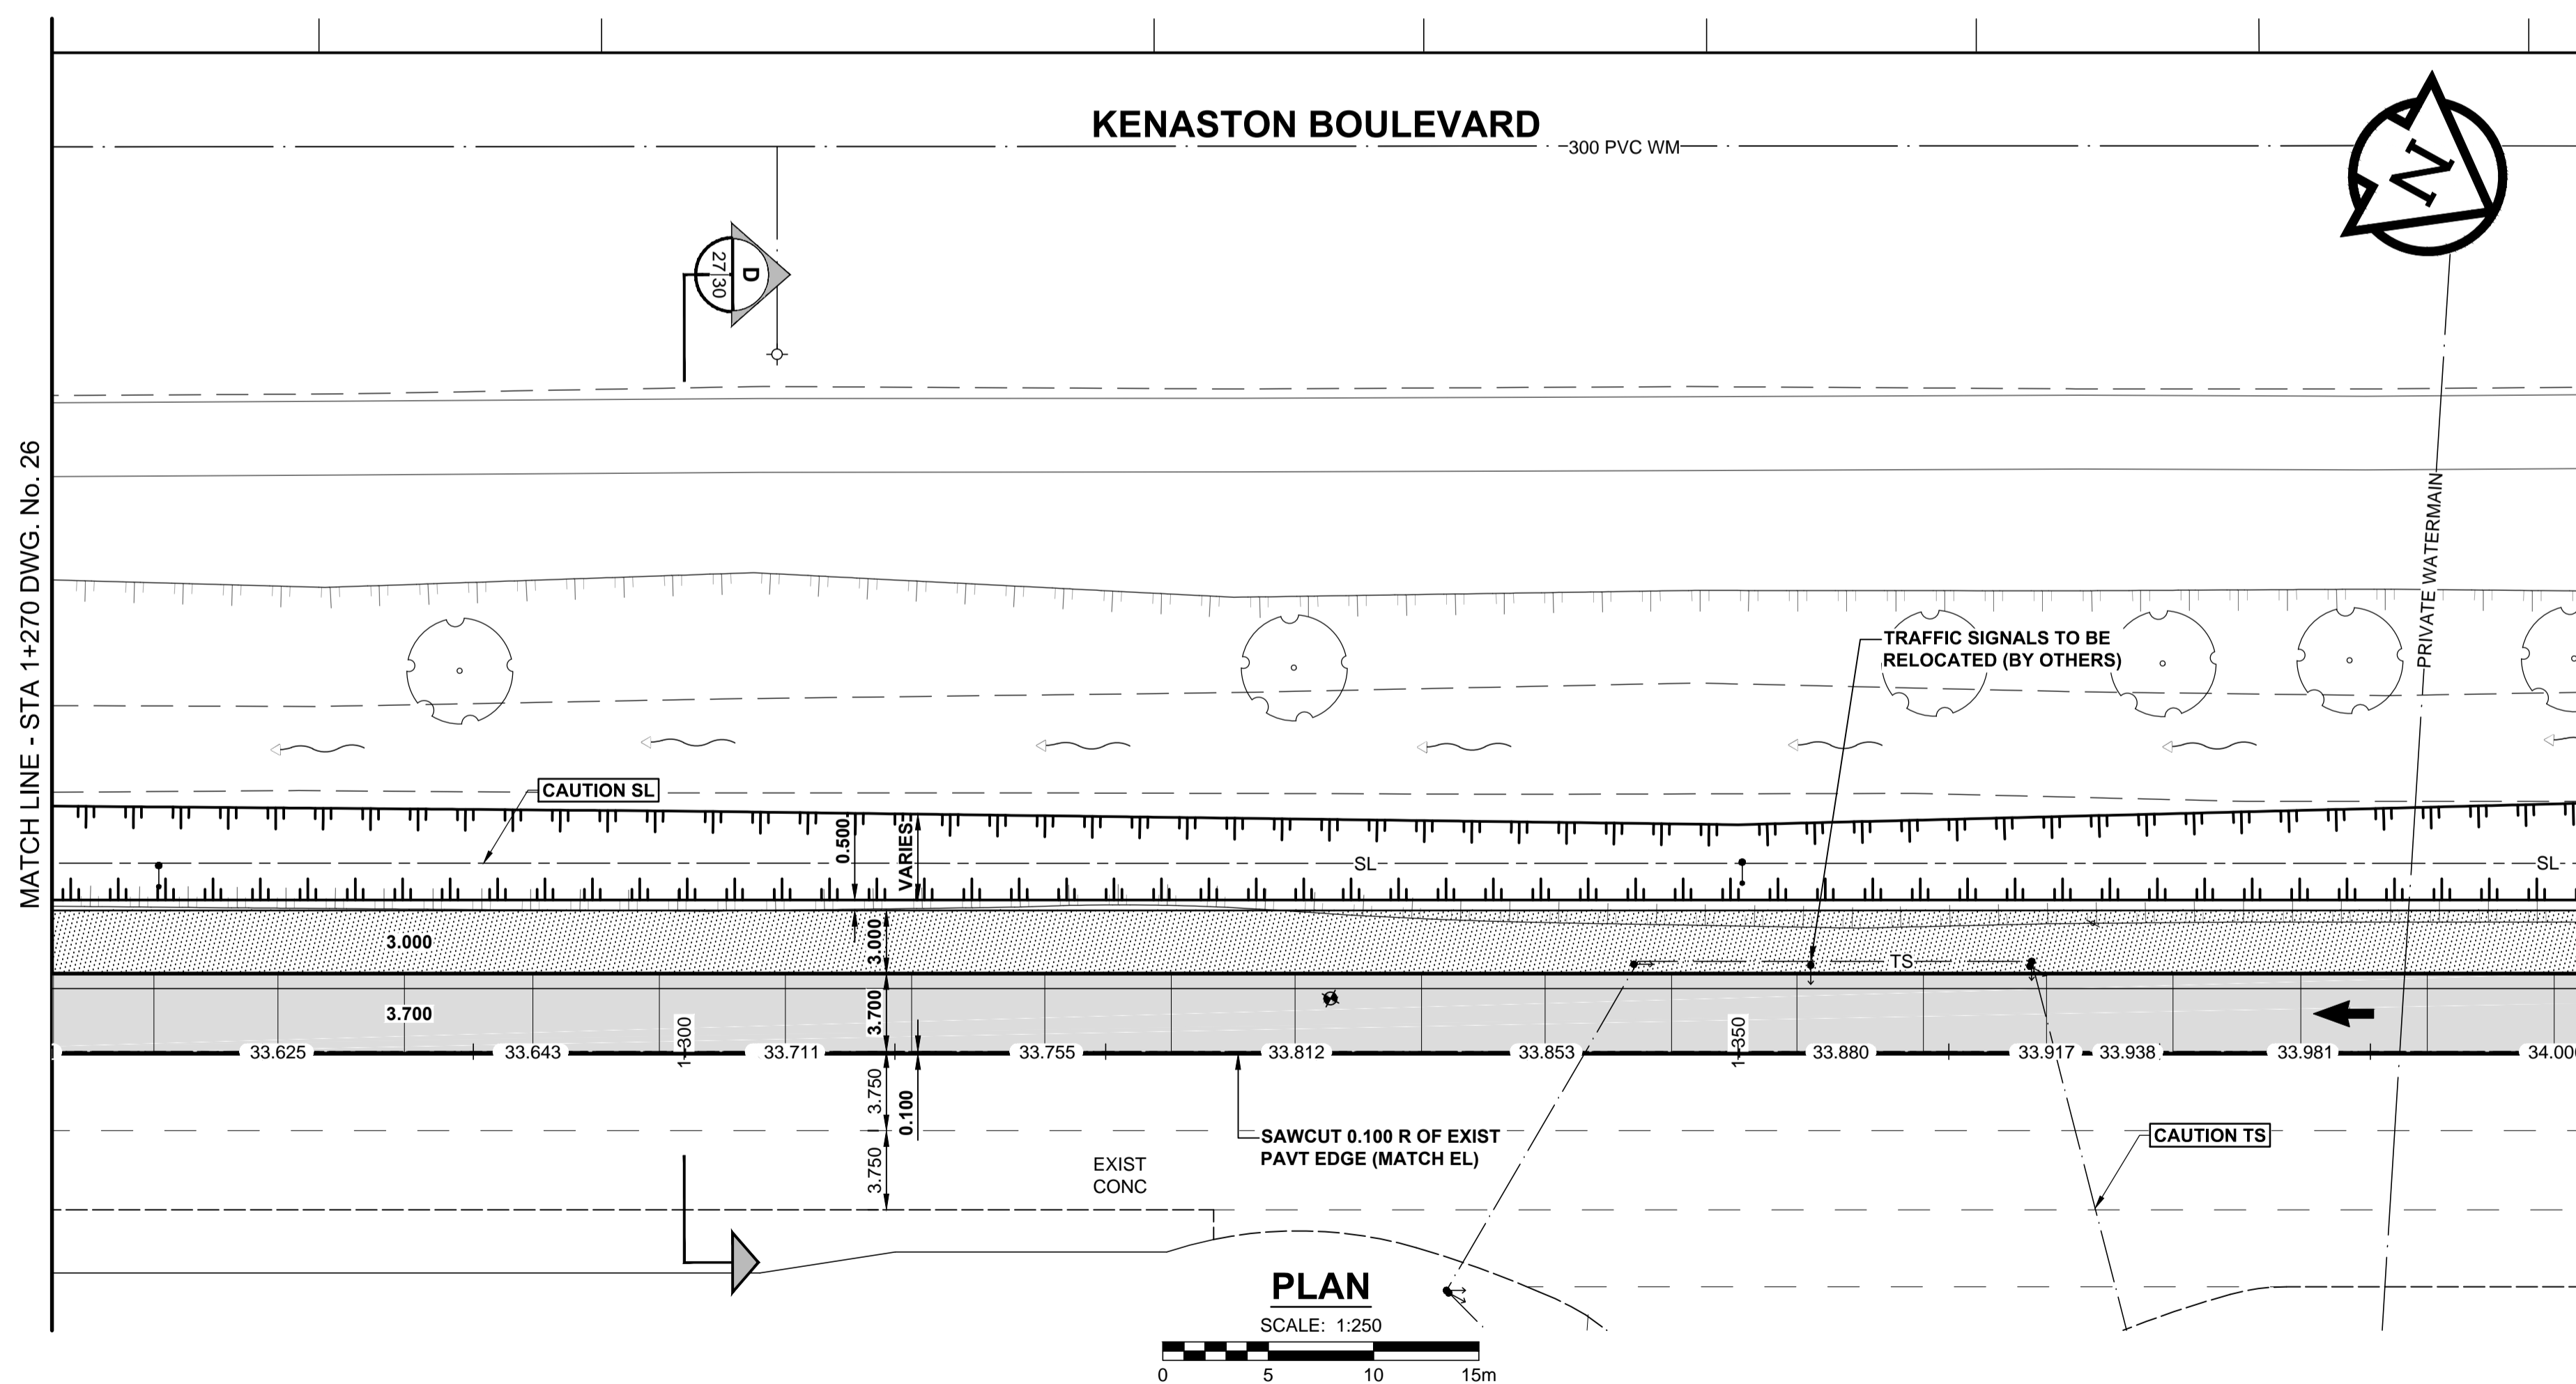 KENASTON BOULEVARD
300 PVC WM
N
D
27 30
MATCH LINE - STA 1+270 DWG. No. 26
PRIVATE WATERMAIN
TRAFFIC SIGNALS TO BE
RELOCATED (BY OTHERS)
CAUTION SL
0.500
VARIES
SL
SL
3.000
3.000
TS
3.700
3.700
1+300
1+350
33.625
33.643
33.711
33.755
33.812
33.853
33.880
33.917
33.938
33.981
34.00
3.750
0.100
3.750
SAWCUT 0.100 R OF EXIST
PAVT EDGE (MATCH EL)
CAUTION TS
EXIST
CONC
PLAN
SCALE: 1:250
0 5 10 15m